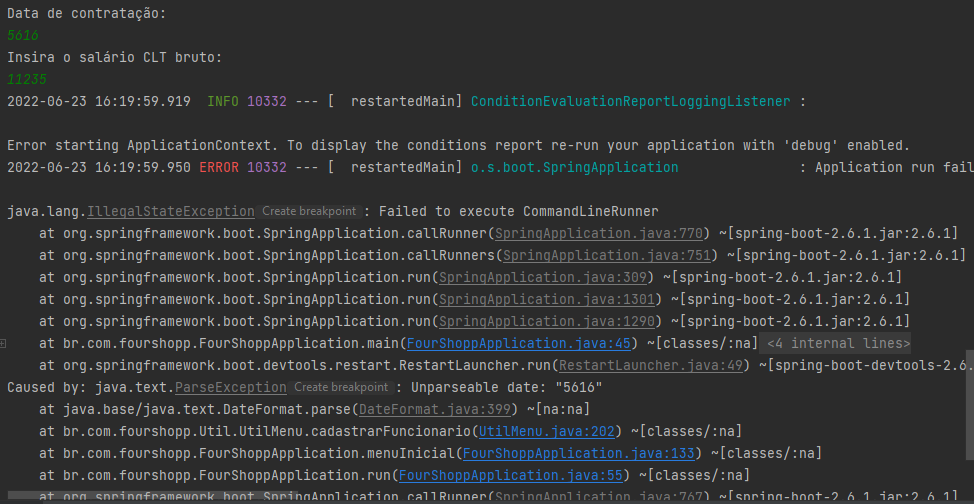 Data de contratação:
5616
Insira o salário CLT bruto:
11235
2022-06-23 16:19:59.919  INFO 10332 --- [  restartedMain] ConditionEvaluationReportLoggingListener :
Error starting ApplicationContext. To display the conditions report re-run your application with 'debug' enabled.
2022-06-23 16:19:59.950 ERROR 10332 --- [  restartedMain] o.s.boot.SpringApplication               : Application run fail
java.lang.IllegalStateException Create breakpoint : Failed to execute CommandLineRunner
    at org.springframework.boot.SpringApplication.callRunner(SpringApplication.java:770) ~[spring-boot-2.6.1.jar:2.6.1]
    at org.springframework.boot.SpringApplication.callRunners(SpringApplication.java:751) ~[spring-boot-2.6.1.jar:2.6.1]
    at org.springframework.boot.SpringApplication.run(SpringApplication.java:309) ~[spring-boot-2.6.1.jar:2.6.1]
    at org.springframework.boot.SpringApplication.run(SpringApplication.java:1301) ~[spring-boot-2.6.1.jar:2.6.1]
    at org.springframework.boot.SpringApplication.run(SpringApplication.java:1290) ~[spring-boot-2.6.1.jar:2.6.1]
    at br.com.fourshopp.FourShoppApplication.main(FourShoppApplication.java:45) ~[classes/:na] <4 internal lines>
    at org.springframework.boot.devtools.restart.RestartLauncher.run(RestartLauncher.java:49) ~[spring-boot-devtools-2.6.
Caused by: java.text.ParseException Create breakpoint : Unparseable date: "5616"
    at java.base/java.text.DateFormat.parse(DateFormat.java:399) ~[na:na]
    at br.com.fourshopp.Util.UtilMenu.cadastrarFuncionario(UtilMenu.java:202) ~[classes/:na]
    at br.com.fourshopp.FourShoppApplication.menuInicial(FourShoppApplication.java:133) ~[classes/:na]
    at br.com.fourshopp.FourShoppApplication.run(FourShoppApplication.java:55) ~[classes/:na]
    at org.springframework.boot.SpringApplication.callRunner(SpringApplication.java:767) ~[spring-boot-2.6.1.jar:2.6.1]